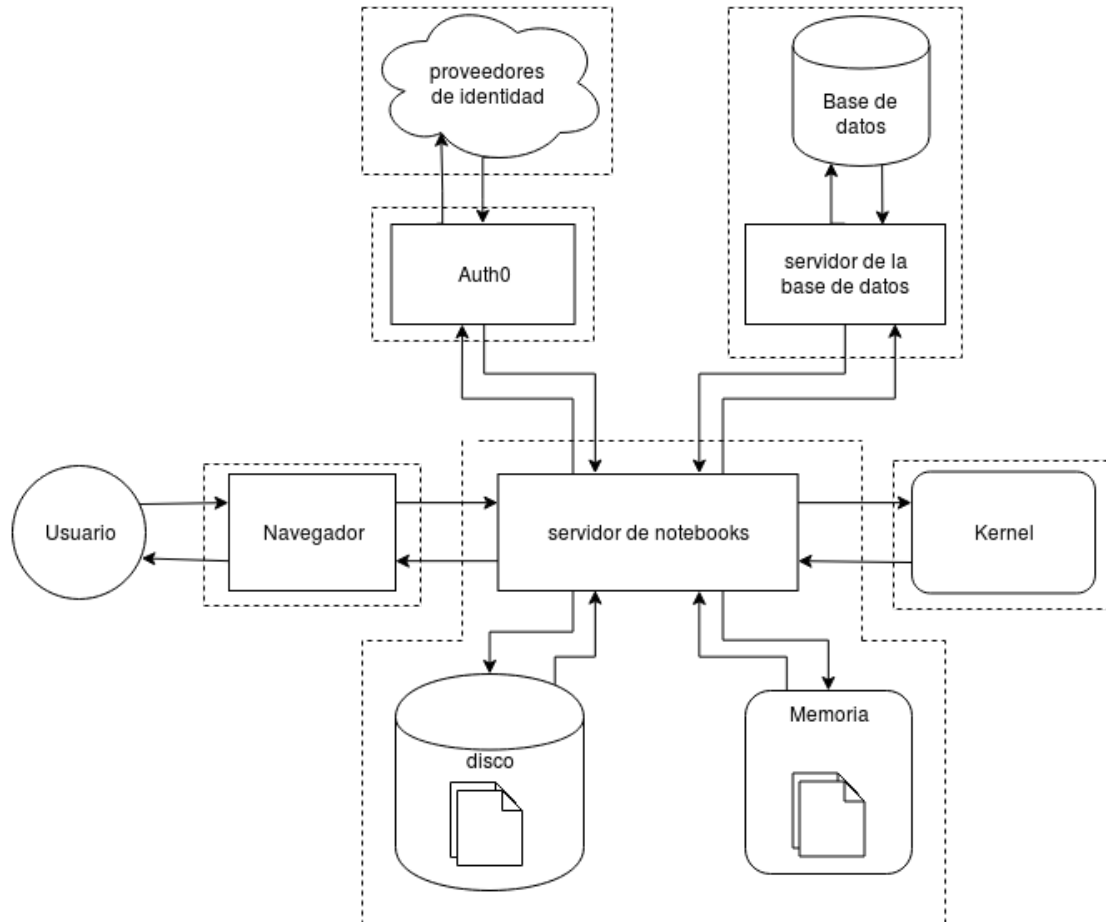 proveedores
de identidad
Base de
datos
Auth0
servidor de la
base de datos
Usuario
Navegador
servidor de notebooks
Kernel
disco
Memoria